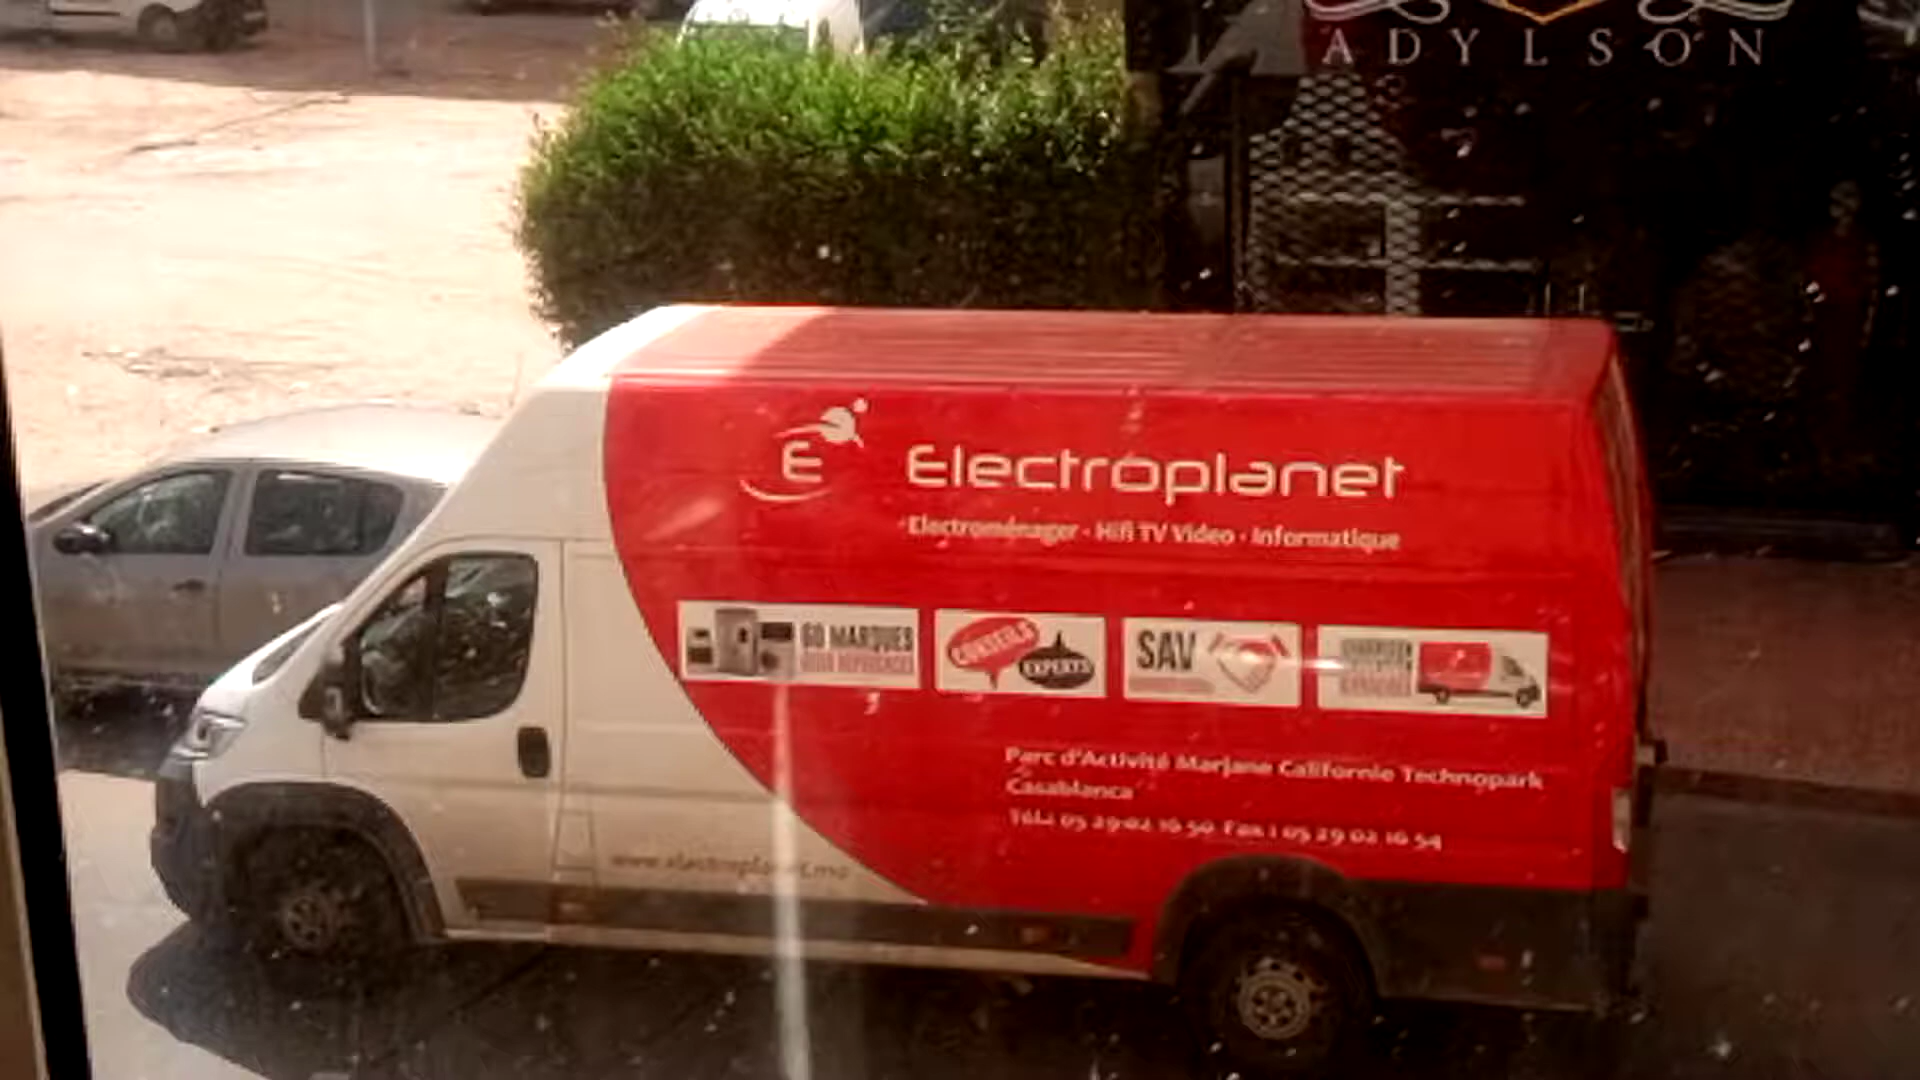 ADYLSON
E
Electroplanet
Electroménager - Hifi TV Video - Informatique
60 MARQUES
CONSEILS
EXPERTS
SAV
Parc d'Activité Marjane Californie Technopark
Casablanca
Tél : 05 29 02 16 50 Fax : 05 29 02 16 54
www.electroplanet.ma